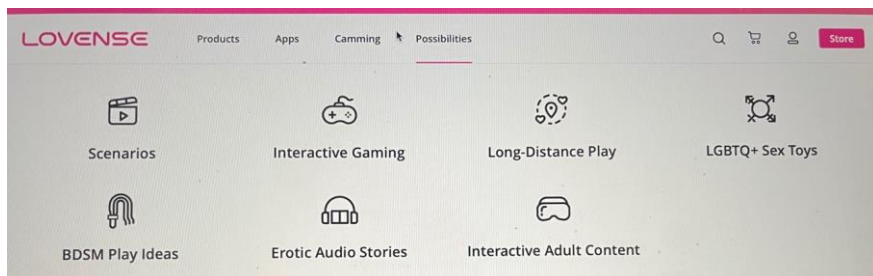 LOVENSE Products Apps Camming Possibilities Store
Scenarios Interactive Gaming Long-Distance Play LGBTQ+ Sex Toys
BDSM Play Ideas Erotic Audio Stories Interactive Adult Content